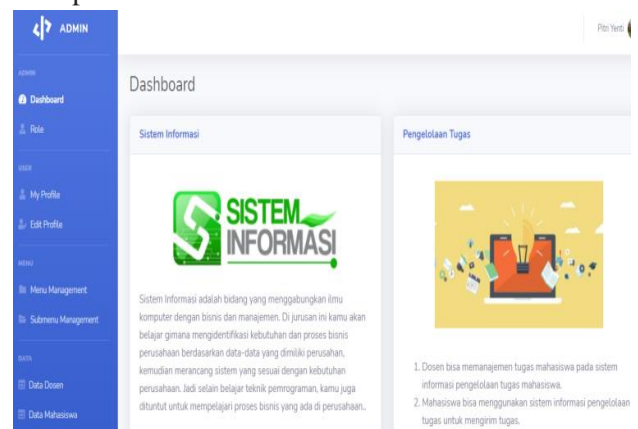 ADMIN
Pitri Yenti
ADMIN
Dashboard
Role
USER
My Profile
Edit Profile
MENU
Menu Management
Submenu Management
DATA
Data Dosen
Data Mahasiswa
Dashboard
Sistem Informasi
SISTEM
INFORMASI
Sistem Informasi adalah bidang yang menggabungkan ilmu
komputer dengan bisnis dan manajemen. Di jurusan ini kamu akan
belajar gimana mengidentifikasi kebutuhan dan proses bisnis
perusahaan berdasarkan data-data yang dimiliki perusahan,
kemudian merancang sistem yang sesuai dengan kebutuhan
perusahaan. Jadi selain belajar teknik pemrograman, kamu juga
dituntut untuk mempelajari proses bisnis yang ada di perusahaan..
Pengelolaan Tugas
1. Dosen bisa memanajemen tugas mahasiswa pada sistem
informasi pengelolaan tugas mahasiswa.
2. Mahasiswa bisa menggunakan sistem informasi pengelolaan
tugas untuk mengirim tugas.